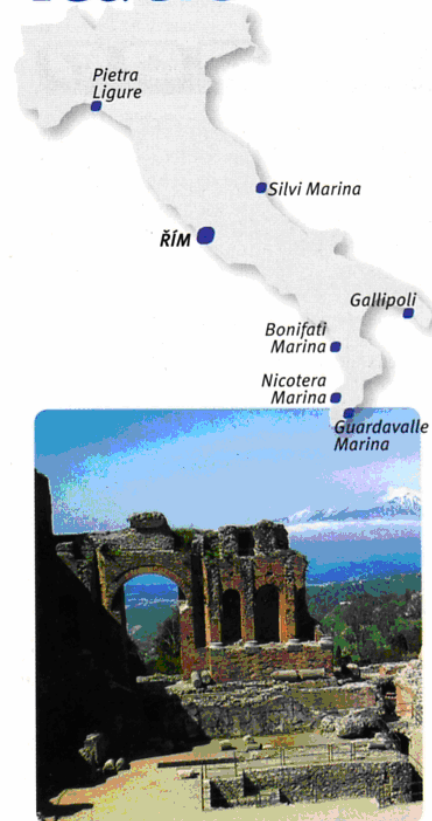 Pietra
Ligure
Silvi Marina
ŘÍM
Gallipoli
Bonifati
Marina
Nicotera
Marina
Guardavalle
Marina